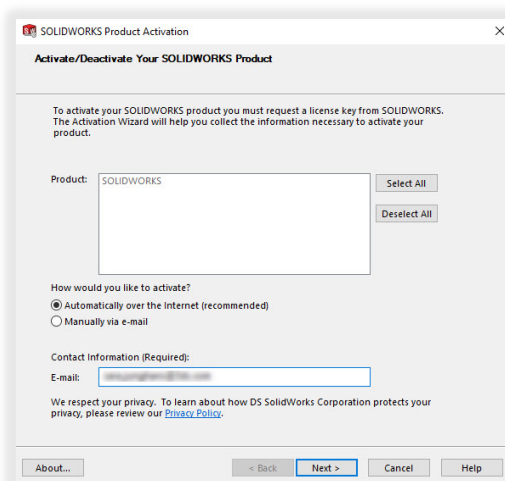 SOLIDWORKS Product Activation
Activate/Deactivate Your SOLIDWORKS Product
To activate your SOLIDWORKS product you must request a license key from SOLIDWORKS.
The Activation Wizard will help you collect the information necessary to activate your
product.
Product:
SOLIDWORKS
Select All
Deselect All
How would you like to activate?
Automatically over the Internet (recommended)
Manually via e-mail
Contact Information (Required):
E-mail:
We respect your privacy. To learn about how DS SolidWorks Corporation protects your
privacy, please review our Privacy Policy.
About...
< Back
Next >
Cancel
Help